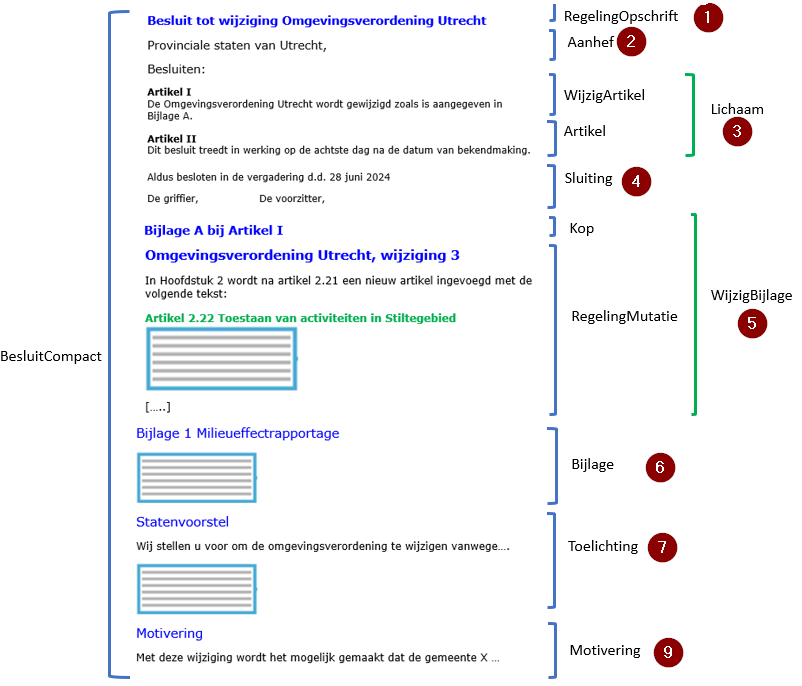 Besluit tot wijziging Omgevingsverordening Utrecht
RegelingOpschrift 1
Provinciale staten van Utrecht,
Aanhef 2
Besluiten:
Artikel I
De Omgevingsverordening Utrecht wordt gewijzigd zoals is aangegeven in
Bijlage A.
WijzigArtikel
Lichaam
3
Artikel II
Dit besluit treedt in werking op de achtste dag na de datum van bekendmaking.
Artikel
Aldus besloten in de vergadering d.d. 28 juni 2024
Sluiting 4
De griffier, De voorzitter,
Bijlage A bij Artikel I
Kop
Omgevingsverordening Utrecht, wijziging 3
In Hoofdstuk 2 wordt na artikel 2.21 een nieuw artikel ingevoegd met de
volgende tekst:
WijzigBijlage
5
Artikel 2.22 Toestaan van activiteiten in Stiltegebied
RegelingMutatie
BesluitCompact
[…..]
Bijlage 1 Milieueffectrapportage
Bijlage 6
Statenvoorstel
Wij stellen u voor om de omgevingsverordening te wijzigen vanwege….
Toelichting 7
Motivering
Motivering 9
Met deze wijziging wordt het mogelijk gemaakt dat de gemeente X …